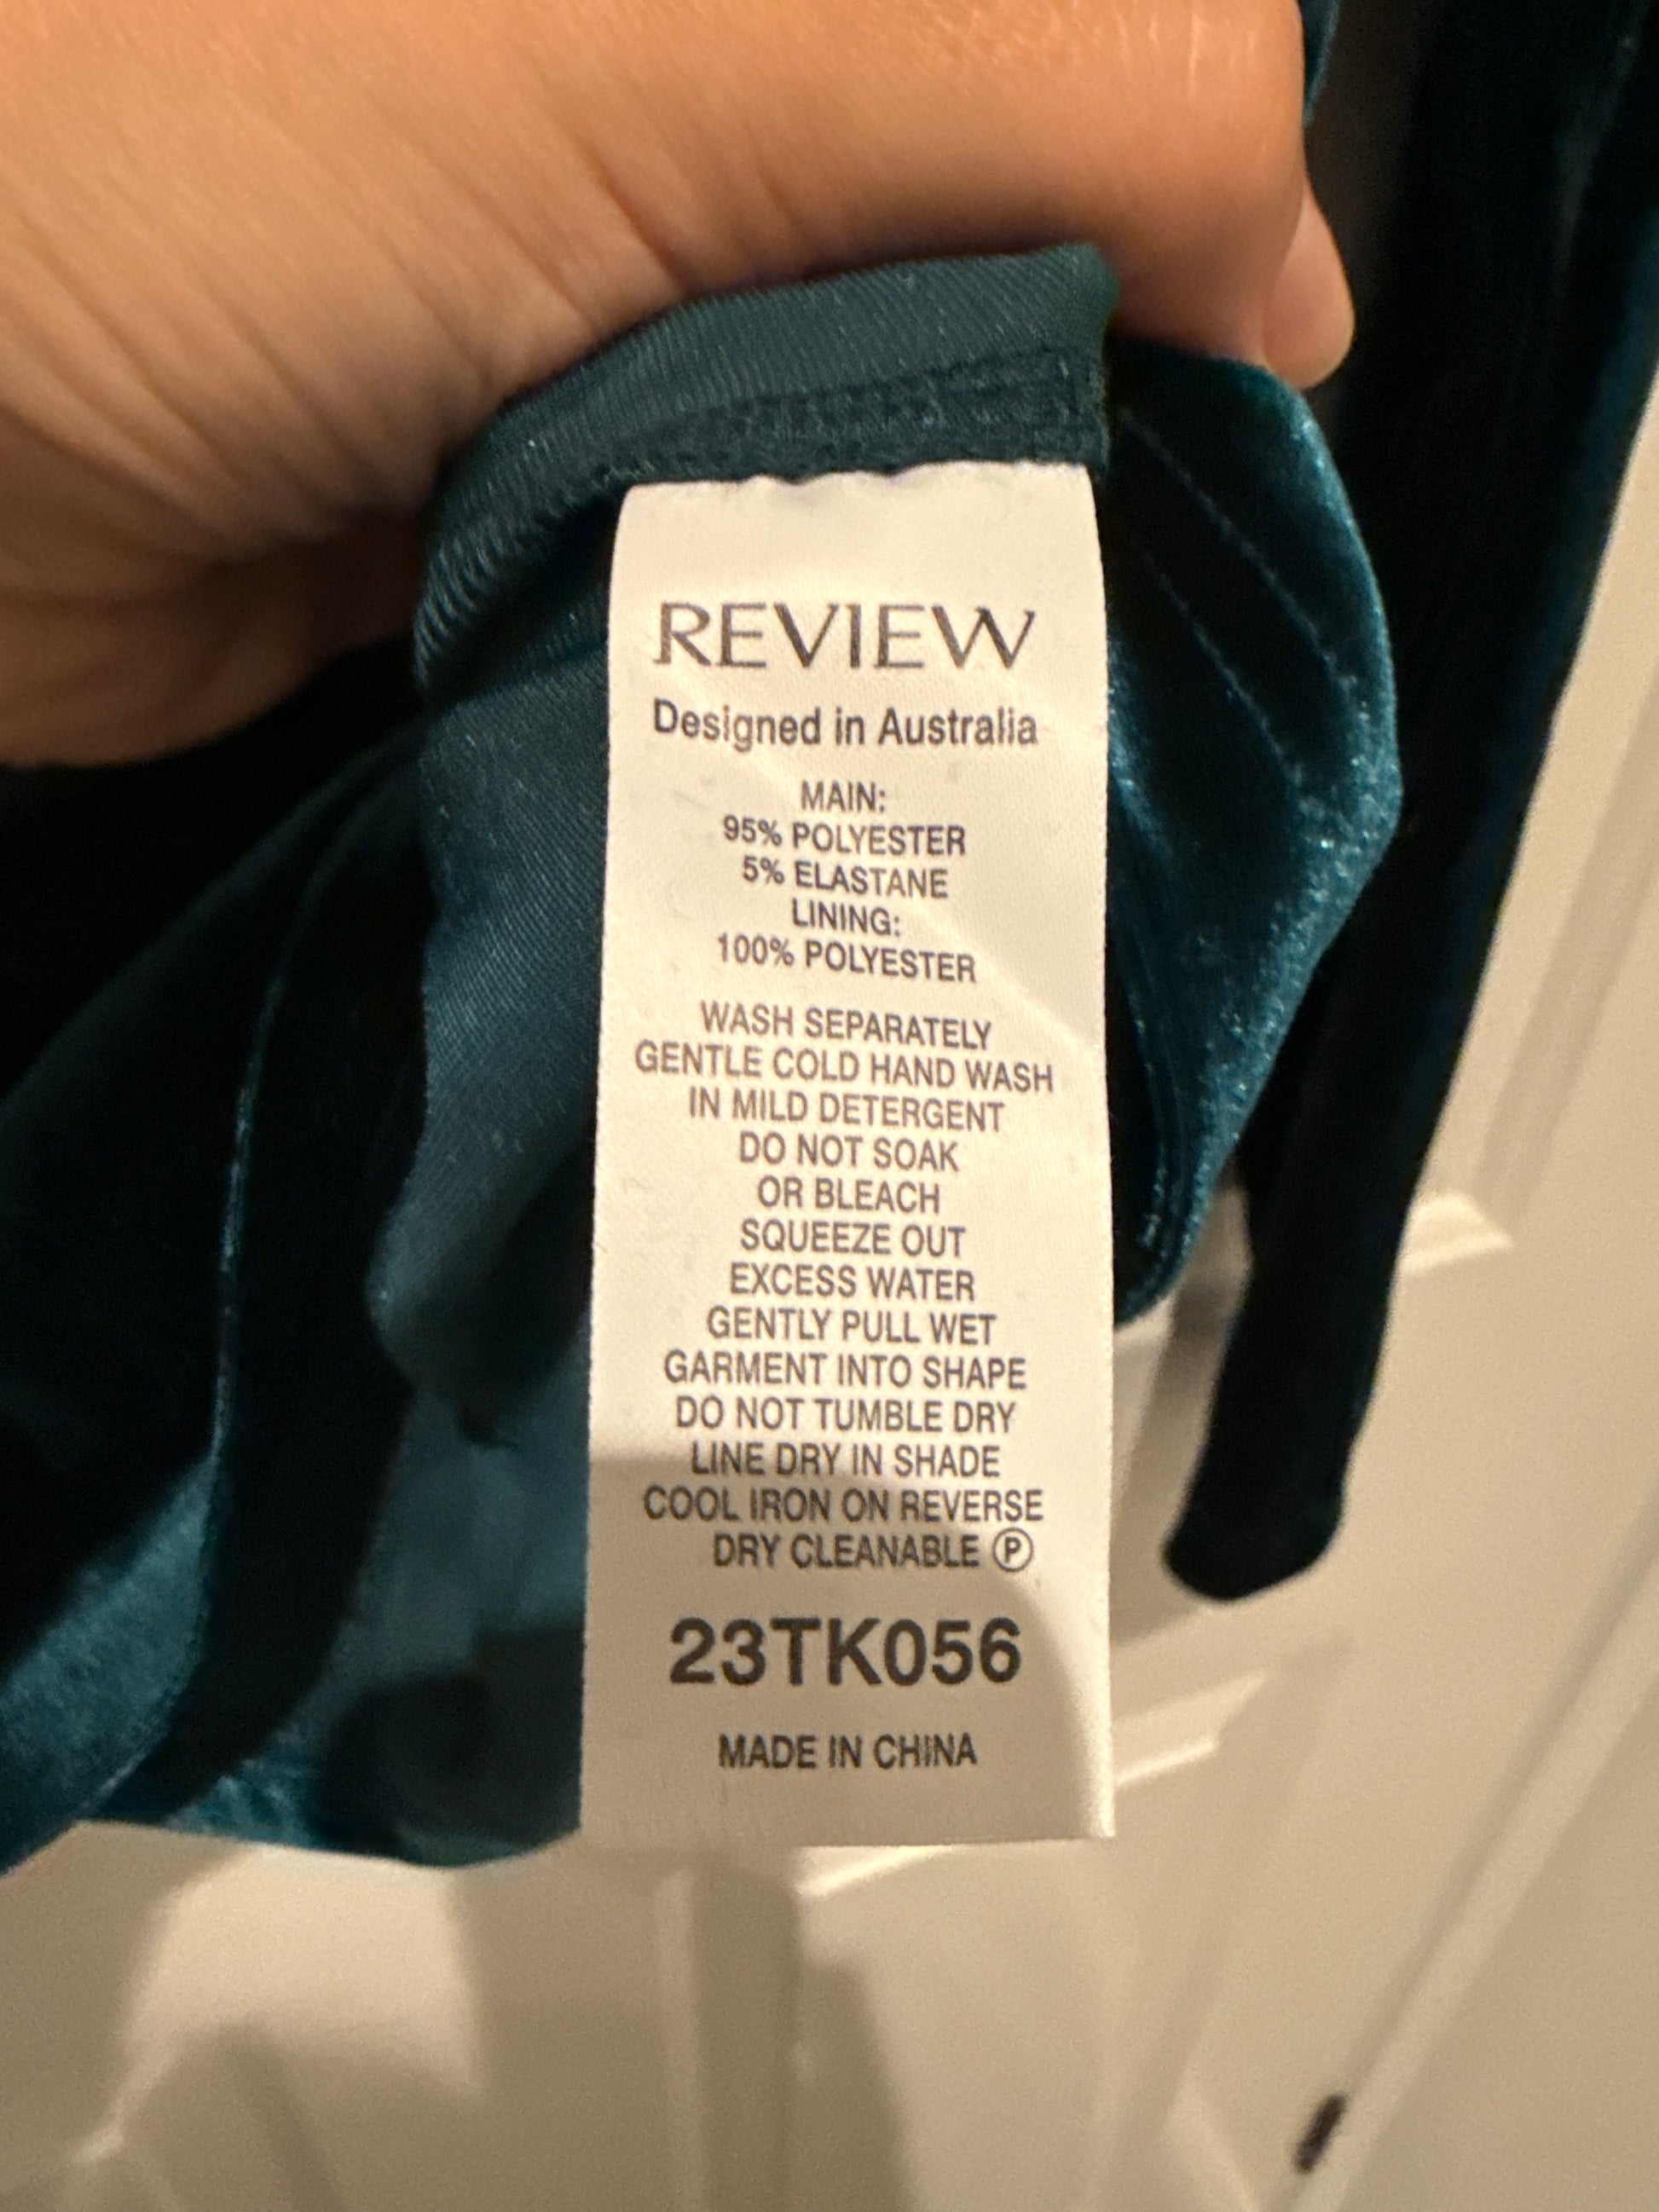 REVIEW
Designed in Australia
MAIN:
95% POLYESTER
5% ELASTANE
LINING:
100% POLYESTER
WASH SEPARATELY
GENTLE COLD HAND WASH
IN MILD DETERGENT
DO NOT SOAK
OR BLEACH
SQUEEZE OUT
EXCESS WATER
GENTLY PULL WET
GARMENT INTO SHAPE
DO NOT TUMBLE DRY
LINE DRY IN SHADE
COOL IRON ON REVERSE
DRY CLEANABLE Ⓟ
23TK056
MADE IN CHINA